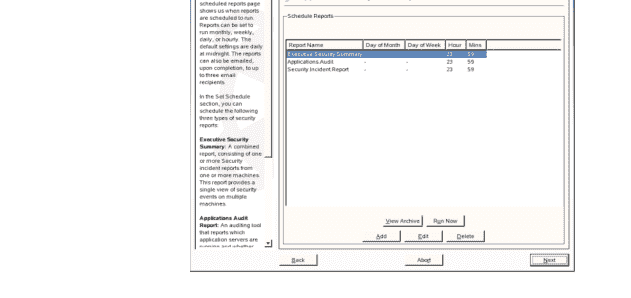 scheduled reports page
shows us when reports
are scheduled to run.
Reports can be set to
run monthly, weekly,
daily, or hourly. The
default settings are daily
at midnight. The reports
can also be emailed,
upon completion, to up
to three email
recipients.
In the Set Schedule
section, you can
schedule the following
three types of security
reports:
Executive Security
Summary: A combined
report, consisting of one
or more Security
incident reports from
one or more machines.
This report provides a
single view of security
events on multiple
machines.
Applications Audit
Report: An auditing tool
that reports which
application servers are
Schedule Reports
Report Name Day of Month Day of Week Hour Mins
Executive Security Summary 23 59
Applications Audit - - 23 59
Security Incident Report - - 23 59
View Archive Run Now
Add Edit Delete
Back Abort Next